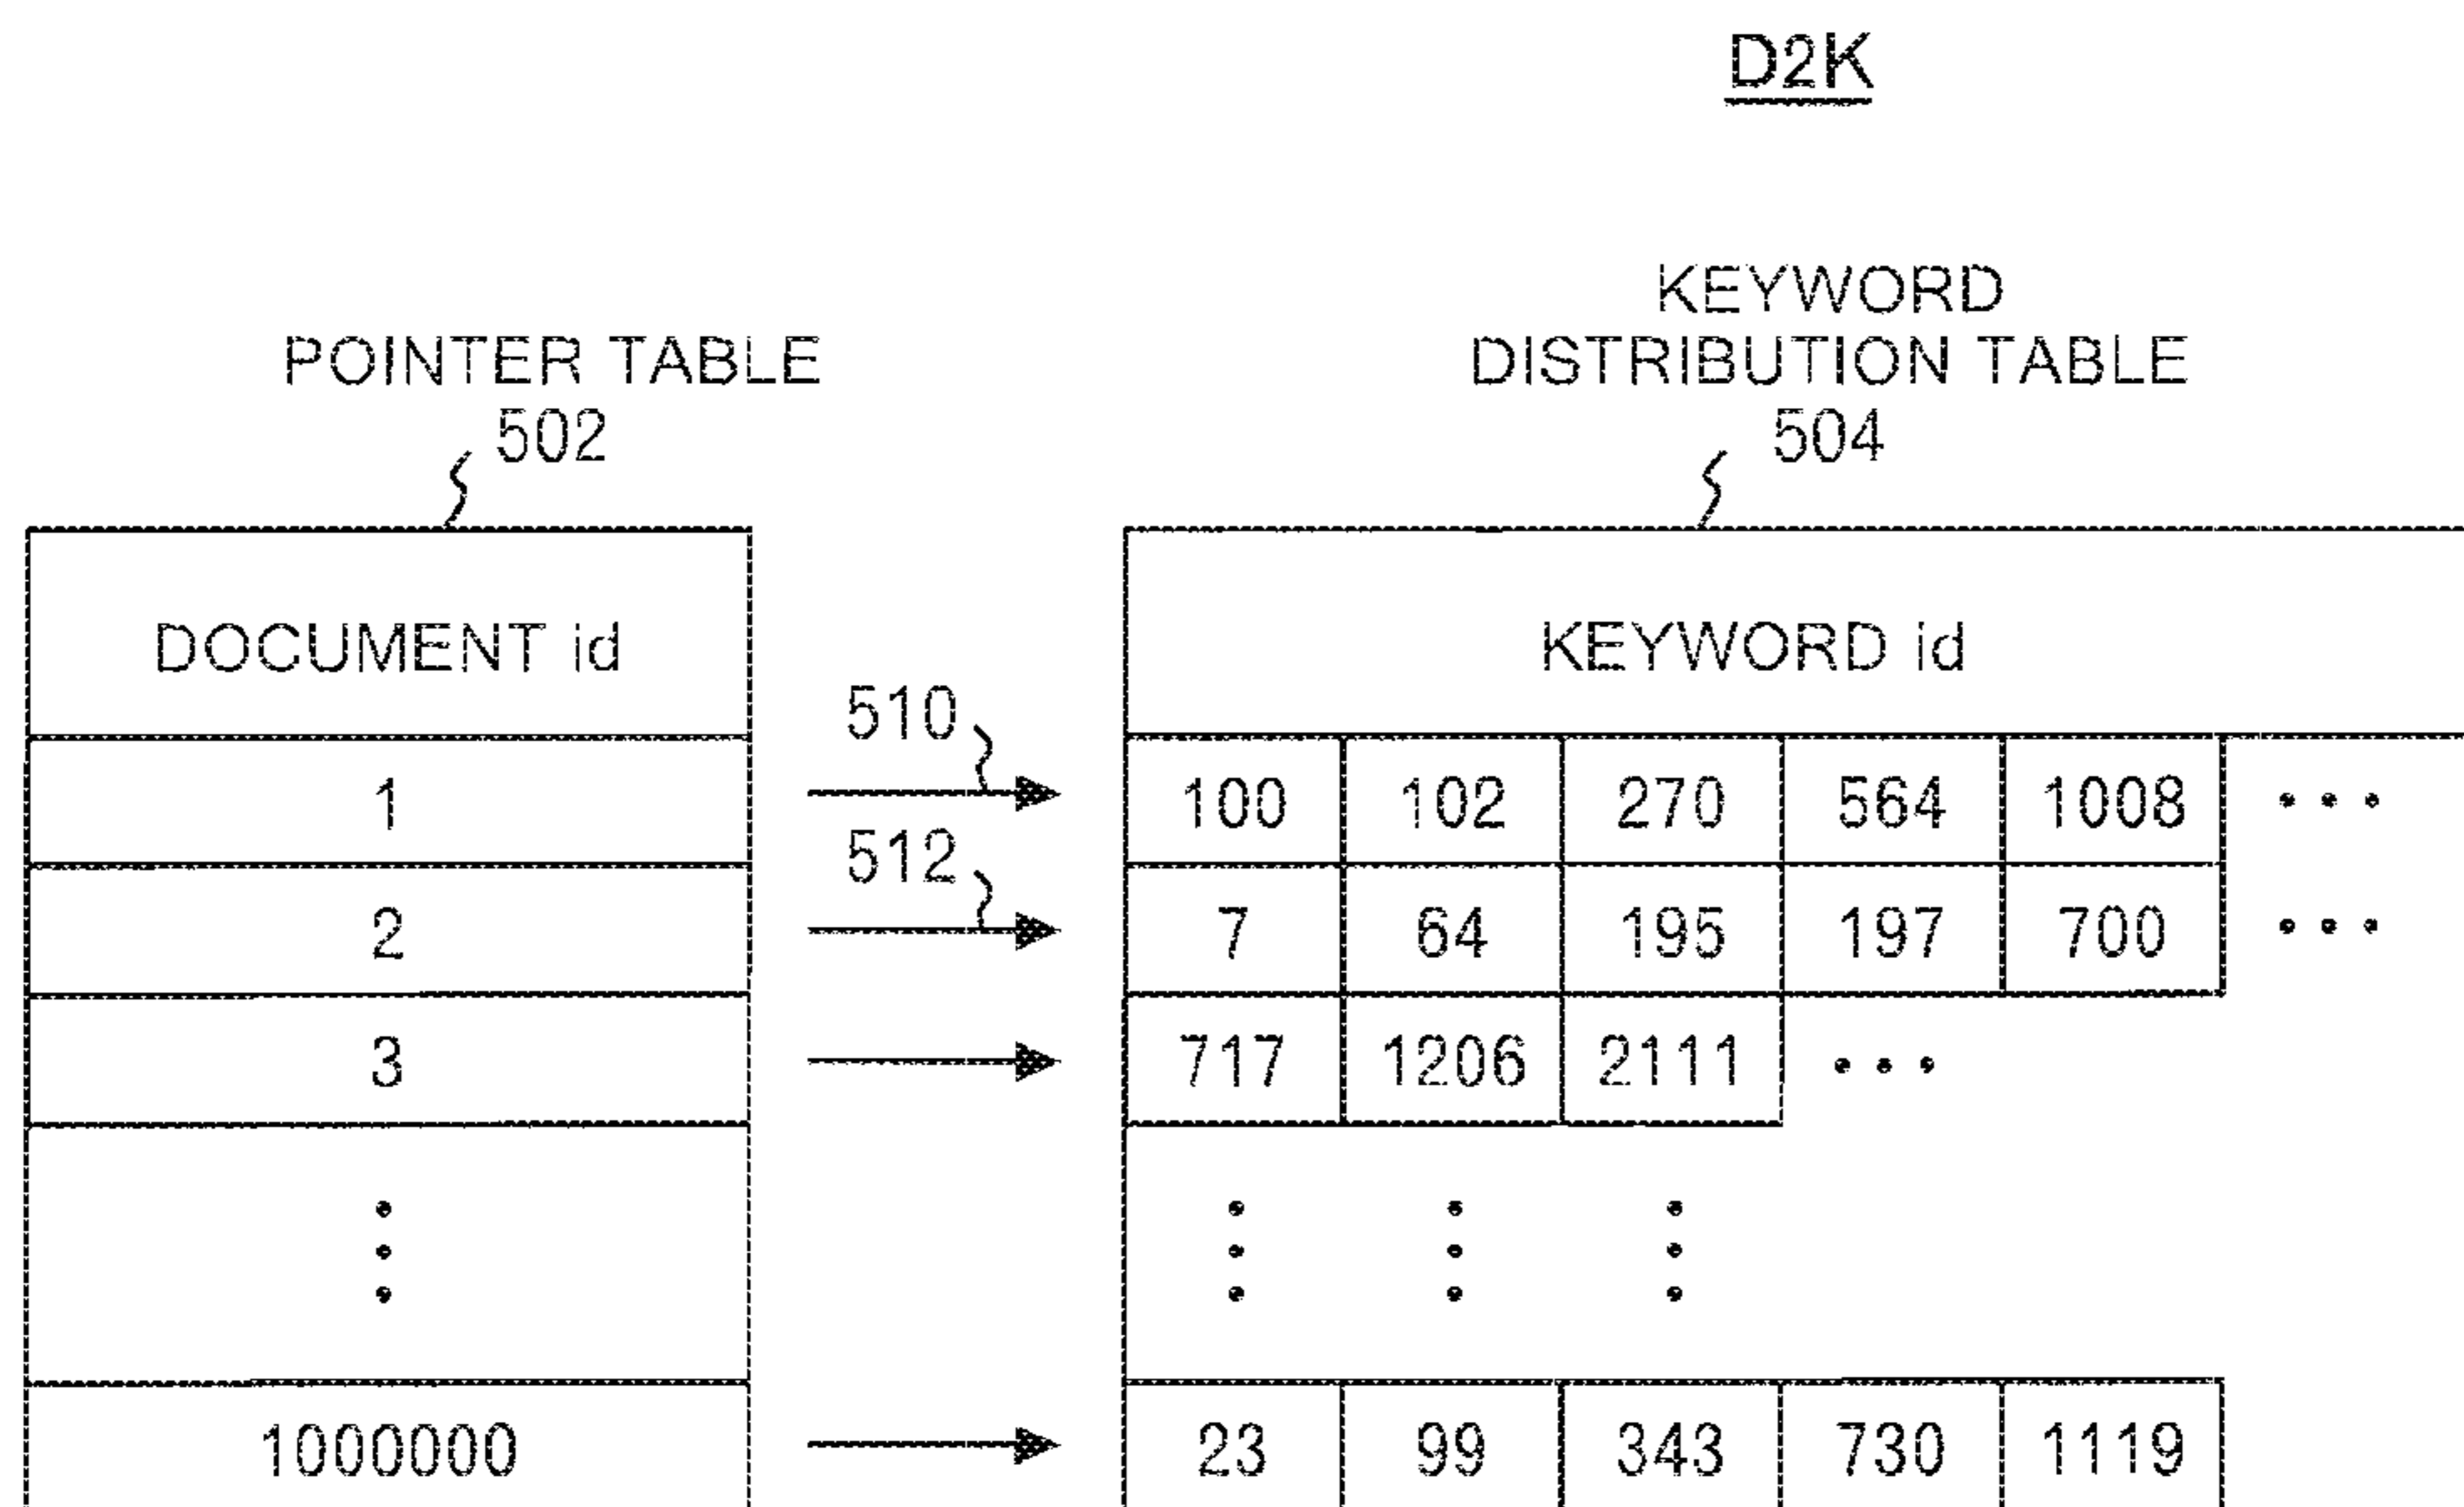 D2K
POINTER TABLE
502
KEYWORD
DISTRIBUTION TABLE
504
DOCUMENT id
KEYWORD id
510
1
100 102 270 564 1008 • • •
512
2
7 64 195 197 700 • • •
3
717 1206 2111 • • •
1000000
23 99 343 730 1119